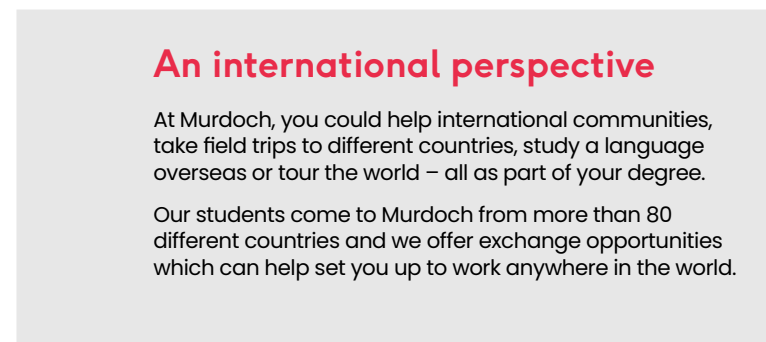 An international perspective
At Murdoch, you could help international communities,
take field trips to different countries, study a language
overseas or tour the world – all as part of your degree.
Our students come to Murdoch from more than 80
different countries and we offer exchange opportunities
which can help set you up to work anywhere in the world.